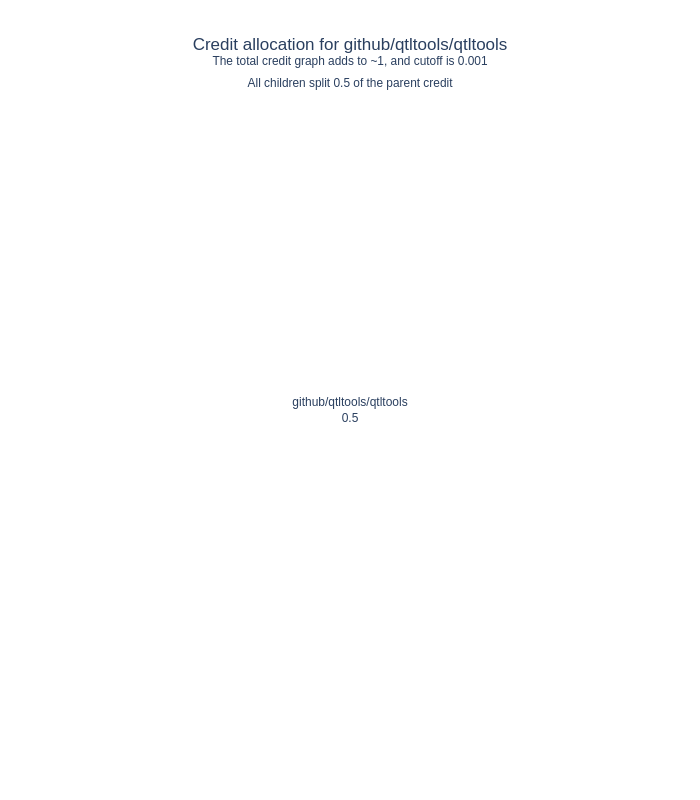 Credit allocation for github/qtltools/qtltools
The total credit graph adds to ~1, and cutoff is 0.001
All children split 0.5 of the parent credit
github/qtltools/qtltools
0.5